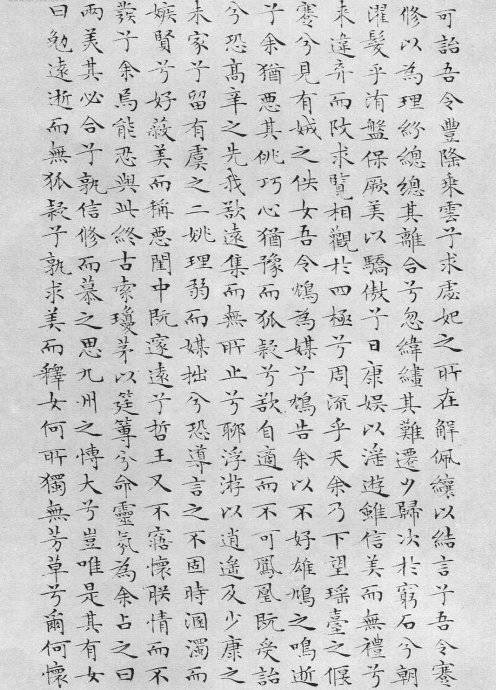 可詒吾令豐隆乘雲兮求虙妃之所在解佩纕以結言兮吾令蹇
修以為理紛總總其離合兮忽緯繣其難遷夕歸次於窮石兮朝
濯髮乎洧盤保厥美以驕傲兮日康娛以淫遊雖信美而無禮兮
来違棄而改求覽相觀於四極兮周流乎天余乃下望瑤臺之偃
蹇兮見有娀之佚女吾令鴆為媒兮鴆告余以不好雄鳩之鳴逝
兮余猶惡其佻巧心猶豫而狐疑兮欲自適而不可鳳凰既受詒
兮恐高辛之先我欲遠集而無所止兮聊浮游以逍遙及少康之
未家兮留有虞之二姚理弱而媒拙兮恐導言之不固時溷濁而
嫉賢兮好蔽美而稱惡閨中既邃遠兮哲王又不寤懷朕情而不
發兮余焉能忍與此終古索瓊茅以筳篿兮命靈氛為余占之曰
兩美其必合兮孰信修而慕之思九州之博大兮豈唯是其有女
曰勉遠逝而無狐疑兮孰求美而釋女何所獨無芳草兮爾何懷